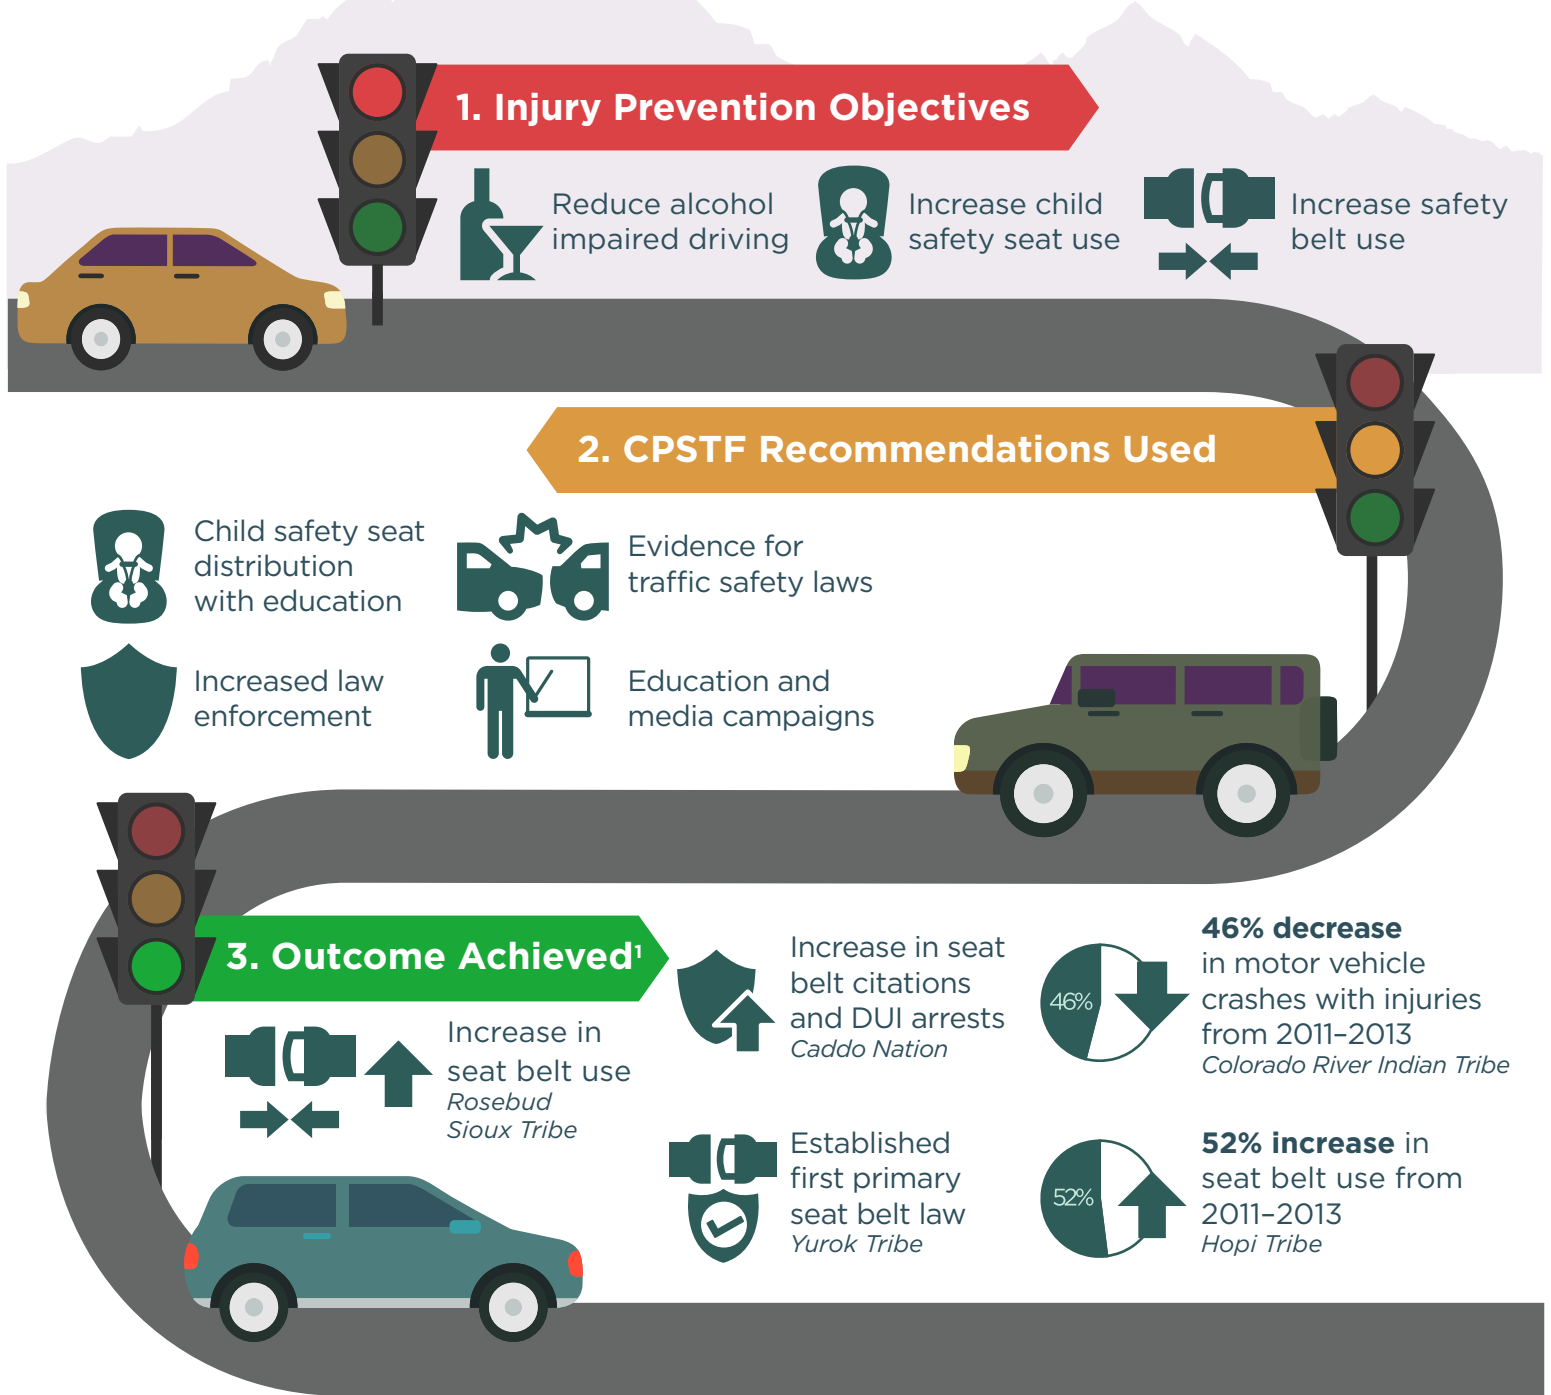 1. Injury Prevention Objectives
Reduce alcohol
impaired driving
Increase child
safety seat use
Increase safety
belt use
2. CPSTF Recommendations Used
Child safety seat
distribution
with education
Evidence for
traffic safety laws
Increased law
enforcement
Education and
media campaigns
3. Outcome Achieved¹
Increase in
seat belt use
Rosebud
Sioux Tribe
Increase in seat
belt citations
and DUI arrests
Caddo Nation
46%
46% decrease
in motor vehicle
crashes with injuries
from 2011–2013
Colorado River Indian Tribe
Established
first primary
seat belt law
Yurok Tribe
52%
52% increase in
seat belt use from
2011–2013
Hopi Tribe